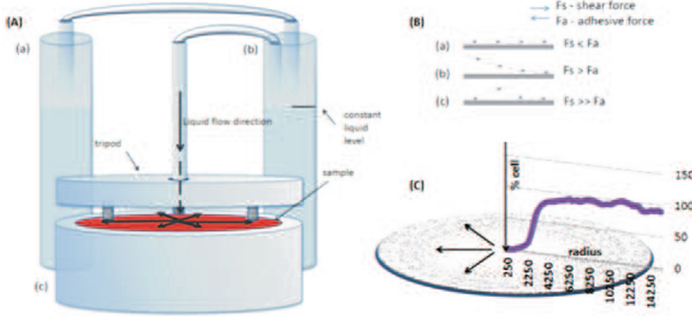 (A)
(a)
(b)
Liquid flow direction
constant
liquid
level
tripod
sample
(c)
(B)
Fs - shear force
Fa - adhesive force
(a)
Fs < Fa
(b)
Fs > Fa
(c)
Fs >> Fa
(C)
% cell
150
100
50
0
radius
250
2250
4250
6250
8250
10250
12250
14250